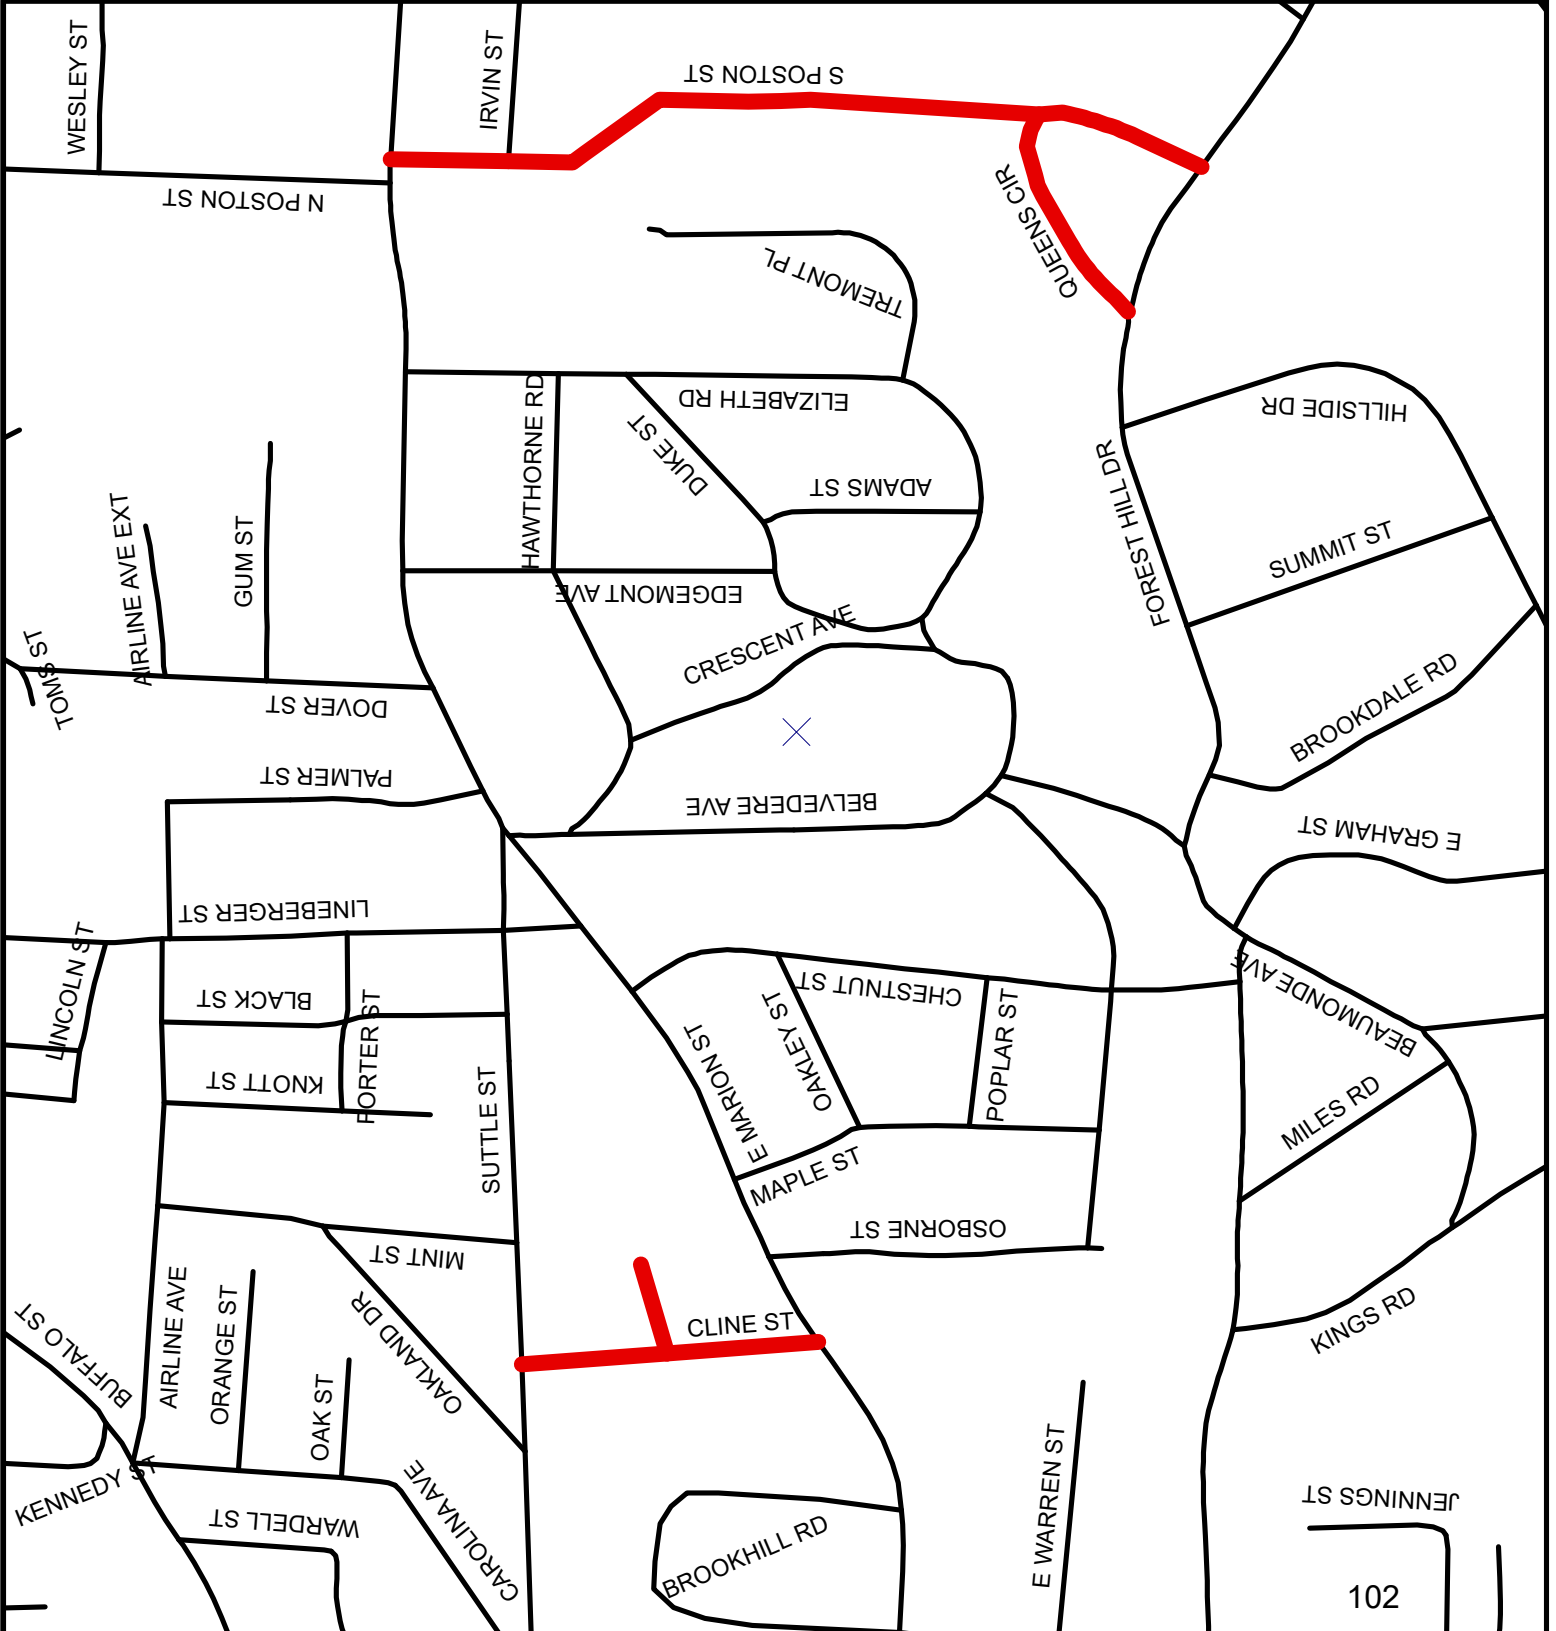 WESLEY ST
IRVIN ST
S POSTON ST
N POSTON ST
QUEENS CIR
TREMONT PL
ELIZABETH RD
HILLSIDE DR
HAWTHORNE RD
DUKE ST
ADAMS ST
FOREST HILL DR
AIRLINE AVE EXT
GUM ST
SUMMIT ST
EDGEMONT AVE
CRESCENT AVE
TOMS ST
DOVER ST
BROOKDALE RD
PALMER ST
BELVEDERE AVE
E GRAHAM ST
LINEBERGER ST
LINCOLN ST
BLACK ST
CHESTNUT ST
BEAUMONDE AVE
PORTER ST
OAKLEY ST
POPLAR ST
KNOTT ST
E MARION ST
SUTTLE ST
MILES RD
MAPLE ST
OSBORNE ST
MINT ST
BUFFALO ST
AIRLINE AVE
ORANGE ST
OAKLAND DR
CLINE ST
KINGS RD
OAK ST
KENNEDY ST
WARDELL ST
CAROLINA AVE
BROOKHILL RD
E WARREN ST
JENNINGS ST
102